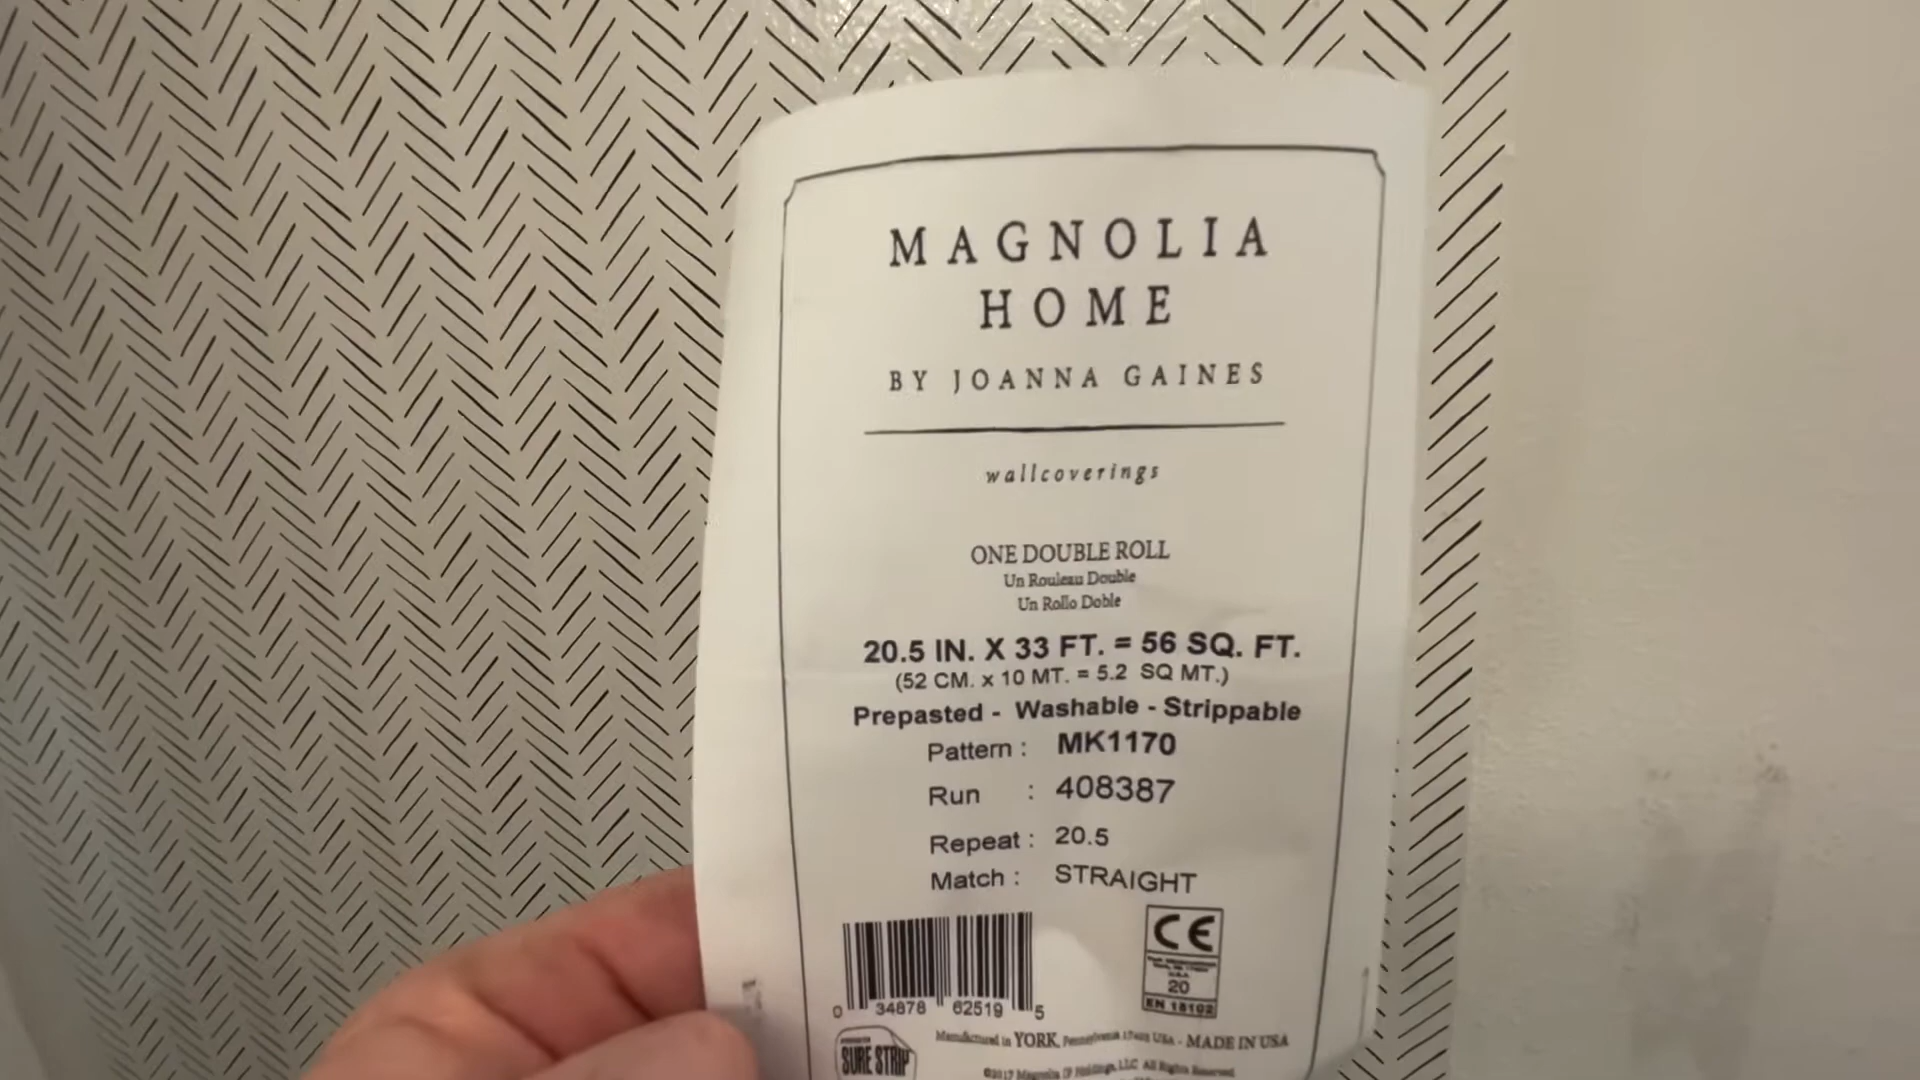 MAGNOLIA
HOME
BY JOANNA GAINES
wallcoverings
ONE DOUBLE ROLL
Un Rouleau Double
Un Rollo Doble
20.5 IN. X 33 FT. = 56 SQ. FT.
(52 CM. x 10 MT. = 5.2 SQ MT.)
Prepasted - Washable - Strippable
Pattern : MK1170
Run : 408387
Repeat : 20.5
Match : STRAIGHT
CE
20
EN 15102
0 34878 62519 5
SURE STRIP
Manufactured in YORK, Pennsylvania USA - MADE IN USA
©2017 Magnolia IP Holdings, LLC All Rights Reserved.